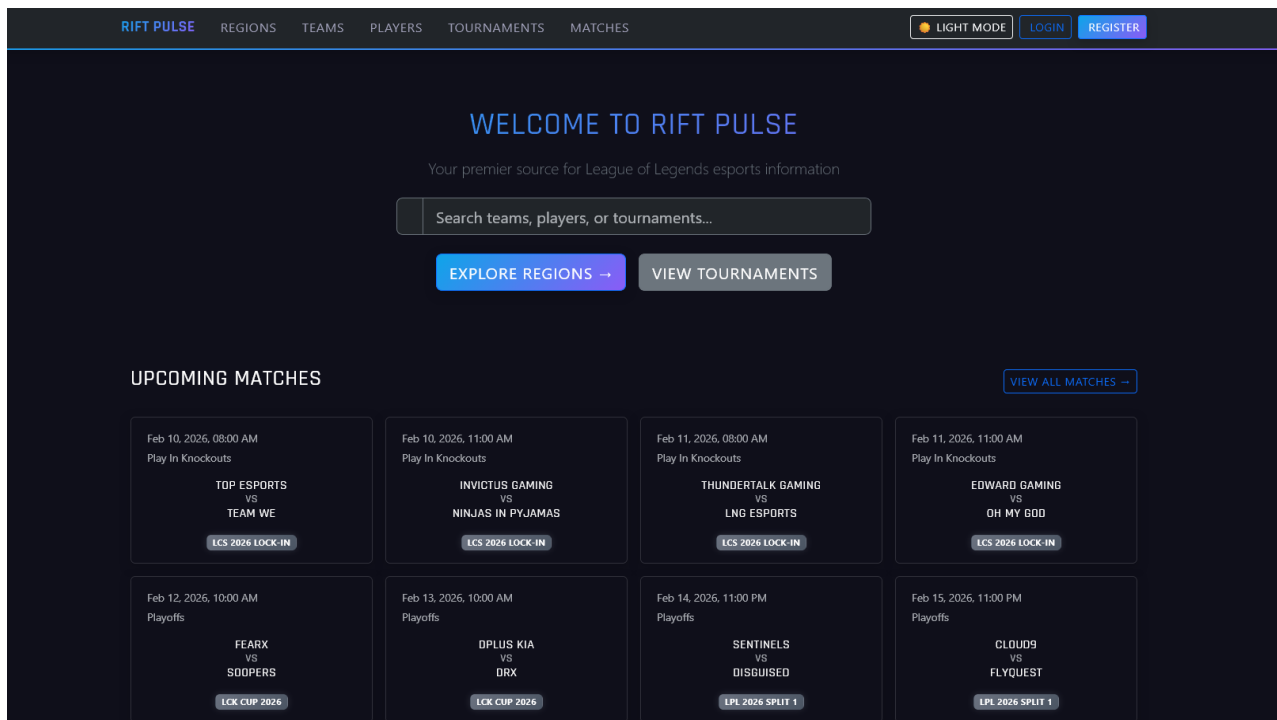 RIFT PULSE REGIONS TEAMS PLAYERS TOURNAMENTS MATCHES LIGHT MODE LOGIN REGISTER
WELCOME TO RIFT PULSE
Your premier source for League of Legends esports information
Search teams, players, or tournaments...
EXPLORE REGIONS → VIEW TOURNAMENTS
UPCOMING MATCHES VIEW ALL MATCHES →
Feb 10, 2026, 08:00 AM
Play In Knockouts
TOP ESPORTS
VS
TEAM WE
LCS 2026 LOCK-IN
Feb 10, 2026, 11:00 AM
Play In Knockouts
INVICTUS GAMING
VS
NINJAS IN PYJAMAS
LCS 2026 LOCK-IN
Feb 11, 2026, 08:00 AM
Play In Knockouts
THUNDERTALK GAMING
VS
LNG ESPORTS
LCS 2026 LOCK-IN
Feb 11, 2026, 11:00 AM
Play In Knockouts
EDWARD GAMING
VS
OH MY GOD
LCS 2026 LOCK-IN
Feb 12, 2026, 10:00 AM
Playoffs
FEARX
VS
SOOPERS
LCK CUP 2026
Feb 13, 2026, 10:00 AM
Playoffs
DPLUS KIA
VS
DRX
LCK CUP 2026
Feb 14, 2026, 11:00 PM
Playoffs
SENTINELS
VS
DISGUISED
LPL 2026 SPLIT 1
Feb 15, 2026, 11:00 PM
Playoffs
CLOUD9
VS
FLYQUEST
LPL 2026 SPLIT 1